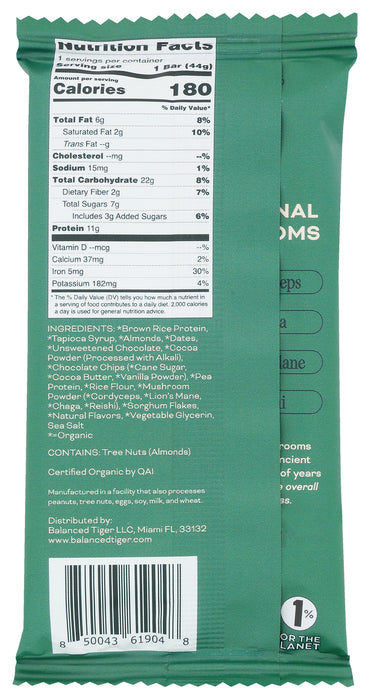 Nutrition Facts
1 servings per container
Serving size 1 Bar (44g)
Amount per serving
Calories 180
% Daily Value*
Total Fat 6g 7%
Saturated Fat 2g 10%
Trans Fat --g
Cholesterol --mg --%
Sodium 15mg 1%
Total Carbohydrate 22g 8%
Dietary Fiber 2g 7%
Total Sugars 7g
Includes 3g Added Sugars 6%
Protein 11g
Vitamin D --mcg --%
Calcium 37mg 2%
Iron 5mg 30%
Potassium 182mg 4%
* The % Daily Value (DV) tells you how much a nutrient in
a serving of food contributes to a daily diet. 2,000 calories
a day is used for general nutrition advice.
INGREDIENTS: *Brown Rice Protein,
*Tapioca Syrup, *Almonds, *Dates,
*Unsweetened Chocolate, *Cocoa
Powder (Processed with Alkali),
*Chocolate Chips (*Cane Sugar,
*Cocoa Butter, *Vanilla Powder), *Pea
Protein, *Rice Flour, *Mushroom
Powder (*Cordyceps, *Lion's Mane,
*Chaga, *Reishi), *Sorghum Flakes,
*Natural Flavors, *Vegetable Glycerin,
Sea Salt
*=Organic
CONTAINS: Tree Nuts (Almonds)
Certified Organic by QAI
Manufactured in a facility that also processes
peanuts, tree nuts, eggs, soy, milk, and wheat.
Distributed by:
Balanced Tiger LLC, Miami FL, 33132
www.balancedtiger.com
8 50043 61904 8
NAL
OMS
eps
a
lane
i
rooms
ncient
of years
e overall
ss.
1%
FOR THE
PLANET